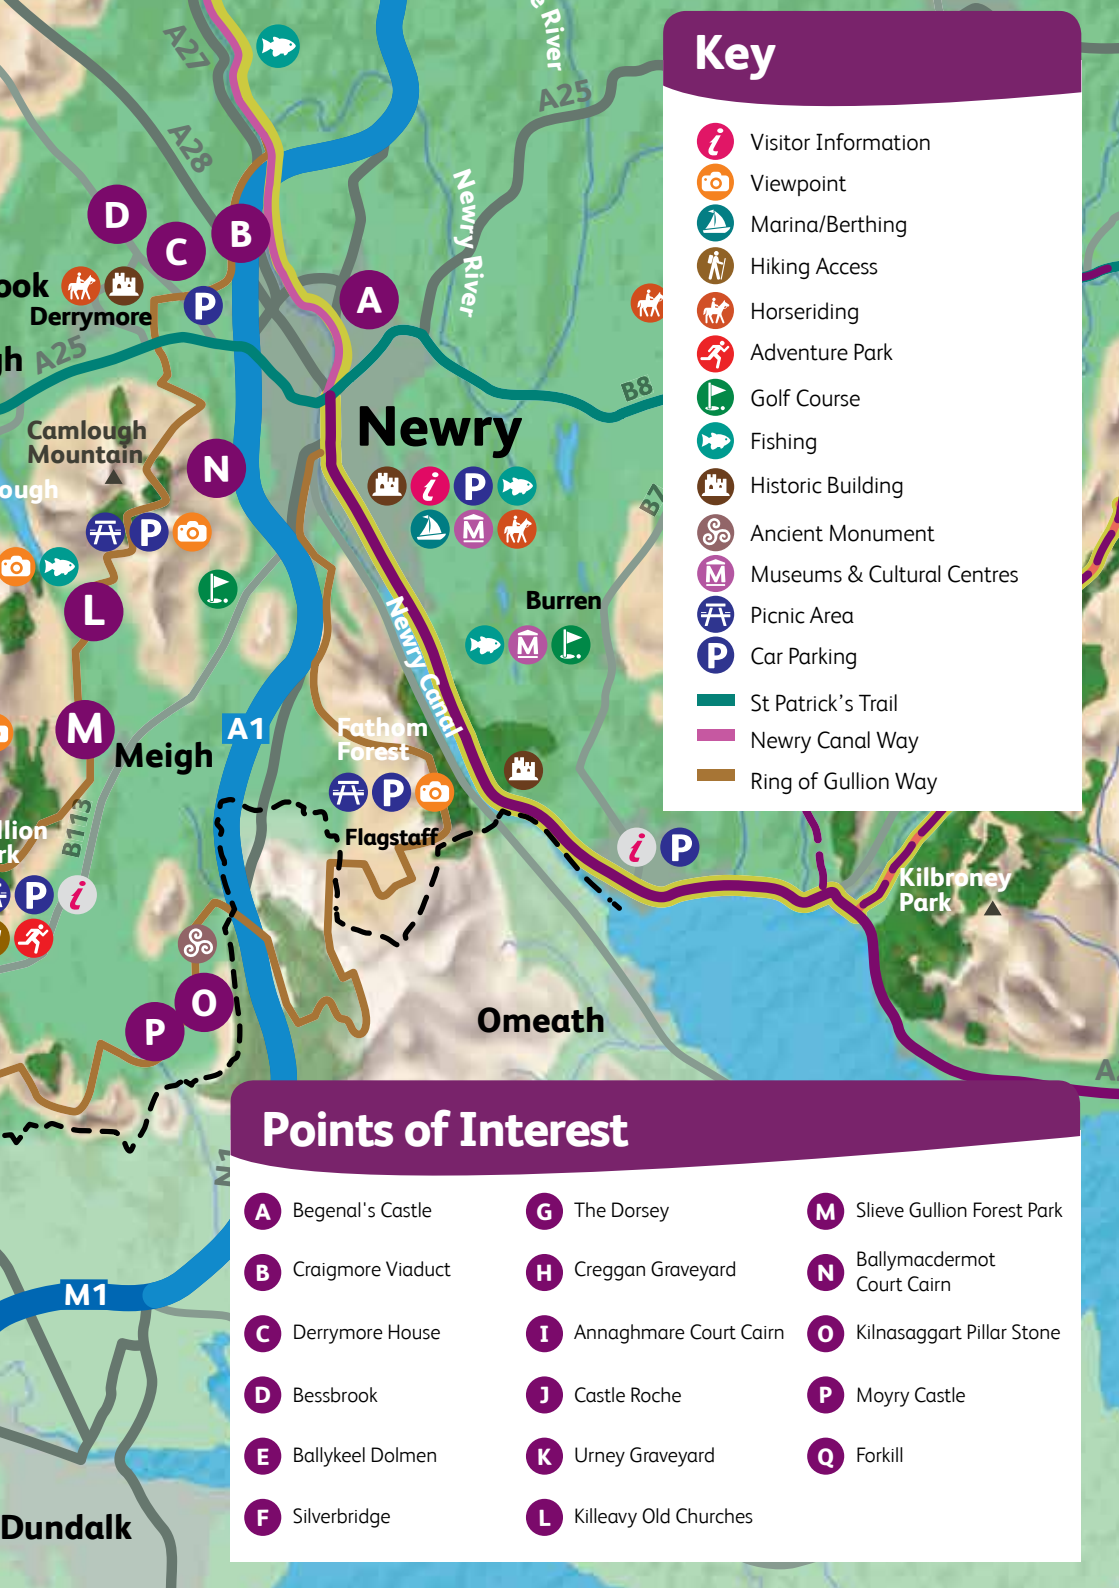 A27
e River
A25
A28
Newry River
D
C
B
A
P
ook
Derrymore
gh
A25
B8
Newry
Camlough
Mountain
N
ough
P
i
P
M
B7
L
Burren
M
Newry Canal
M
Meigh
A1
Fathom
Forest
P
Flagstaff
B113
llion
rk
P
i
i
P
Kilbroney
Park
O
P
Omeath
A
N1
M1
Dundalk
Key
i Visitor Information
Viewpoint
Marina/Berthing
Hiking Access
Horseriding
Adventure Park
Golf Course
Fishing
Historic Building
Ancient Monument
M Museums & Cultural Centres
Picnic Area
P Car Parking
St Patrick's Trail
Newry Canal Way
Ring of Gullion Way
Points of Interest
A Begenal's Castle
B Craigmore Viaduct
C Derrymore House
D Bessbrook
E Ballykeel Dolmen
F Silverbridge
G The Dorsey
H Creggan Graveyard
I Annaghmare Court Cairn
J Castle Roche
K Urney Graveyard
L Killeavy Old Churches
M Slieve Gullion Forest Park
N Ballymacdermot
Court Cairn
O Kilnasaggart Pillar Stone
P Moyry Castle
Q Forkill